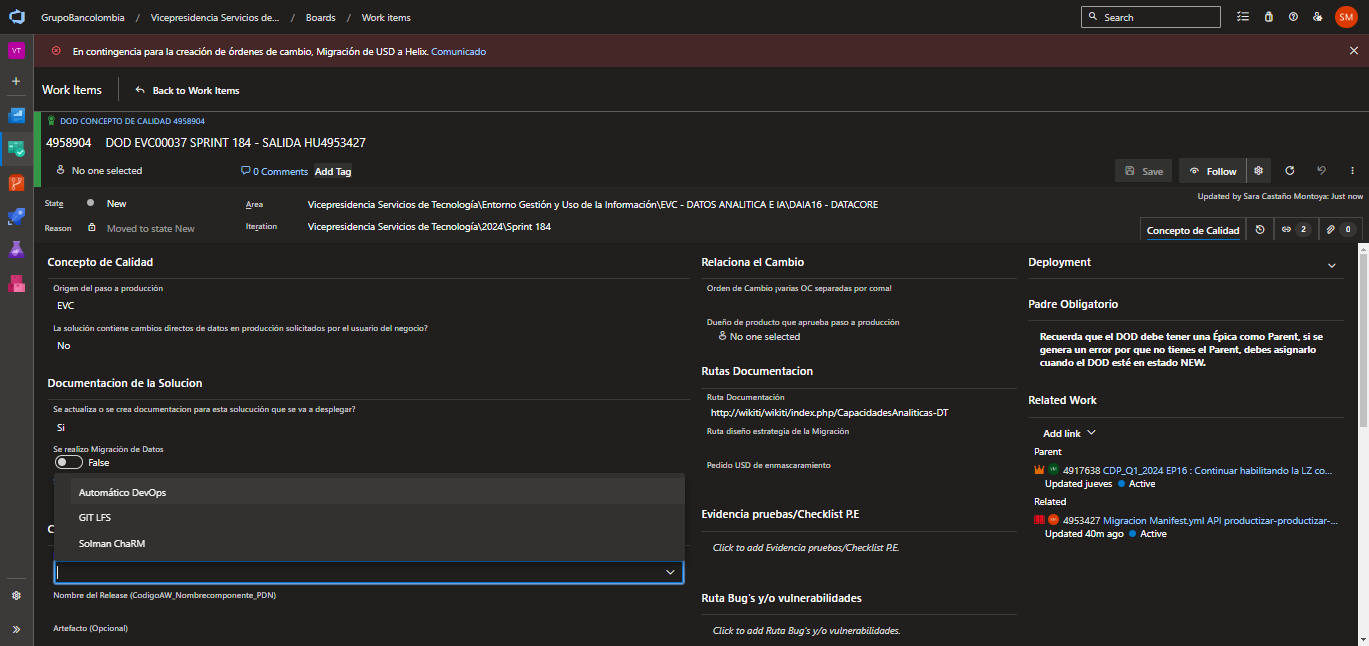 GrupoBancolombia / Vicepresidencia Servicios de... / Boards / Work items
Search
SM
VT
En contingencia para la creación de órdenes de cambio, Migración de USD a Helix. Comunicado
Work Items
Back to Work Items
DOD CONCEPTO DE CALIDAD 4958904
4958904 DOD EVC00037 SPRINT 184 - SALIDA HU4953427
No one selected
0 Comments
Add Tag
Save
Follow
State
New
Area
Vicepresidencia Servicios de Tecnología\Entorno Gestión y Uso de la Información\EVC - DATOS ANALITICA E IA\DAIA16 - DATACORE
Updated by Sara Castaño Montoya: Just now
Reason
Moved to state New
Iteration
Vicepresidencia Servicios de Tecnología\2024\Sprint 184
Concepto de Calidad
2
0
Concepto de Calidad
Origen del paso a producción
EVC
La solución contiene cambios directos de datos en producción solicitados por el usuario del negocio?
No
Documentacion de la Solucion
Se actualiza o se crea documentacion para esta solucución que se va a desplegar?
Si
Se realizo Migración de Datos
False
Automático DevOps
GIT LFS
Solman ChaRM
C
Nombre del Release (CodigoAW_Nombrecomponente_PDN)
Artefacto (Opcional)
Relaciona el Cambio
Orden de Cambio ¡varias OC separadas por coma!
Dueño de producto que aprueba paso a producción
No one selected
Rutas Documentacion
Ruta Documentación
http://wikiti/wikiti/index.php/CapacidadesAnaliticas-DT
Ruta diseño estrategia de la Migración
Pedido USD de enmascaramiento
Evidencia pruebas/Checklist P.E
Click to add Evidencia pruebas/Checklist P.E.
Ruta Bug's y/o vulnerabilidades
Click to add Ruta Bug's y/o vulnerabilidades.
Deployment
Padre Obligatorio
Recuerda que el DOD debe tener una Épica como Parent, si se
genera un error por que no tienes el Parent, debes asignarlo
cuando el DOD esté en estado NEW.
Related Work
Add link
Parent
4917638 CDP_Q1_2024 EP16 : Continuar habilitando la LZ co...
Updated jueves Active
Related
4953427 Migracion Manifest.yml API productizar-productizar-...
Updated 40m ago Active